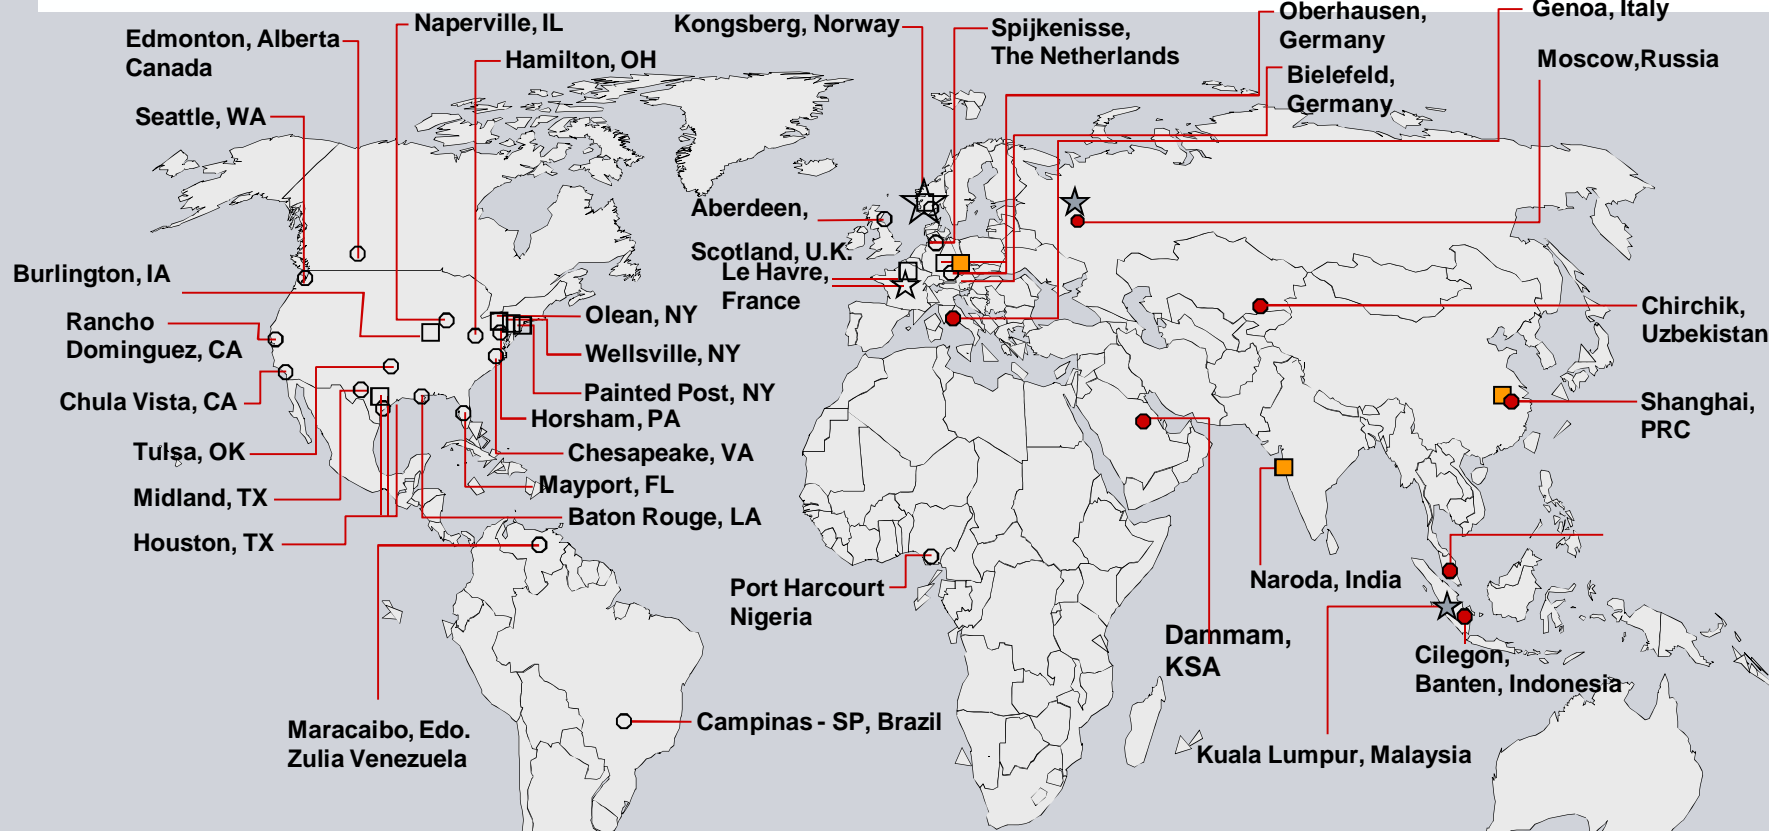 Naperville, IL
Kongsberg, Norway
Spijkenisse,
The Netherlands
Oberhausen,
Germany
Genoa, Italy
Edmonton, Alberta
Canada
Hamilton, OH
Moscow,Russia
Bielefeld,
Germany
Seattle, WA
Aberdeen,
Scotland, U.K.
Le Havre,
France
Burlington, IA
Rancho
Dominguez, CA
Olean, NY
Chirchik,
Uzbekistan
Wellsville, NY
Chula Vista, CA
Painted Post, NY
Horsham, PA
Shanghai,
PRC
Tulsa, OK
Chesapeake, VA
Midland, TX
Mayport, FL
Baton Rouge, LA
Houston, TX
Port Harcourt
Nigeria
Naroda, India
Dammam,
KSA
Cilegon,
Banten, Indonesia
Maracaibo, Edo.
Zulia Venezuela
Campinas - SP, Brazil
Kuala Lumpur, Malaysia